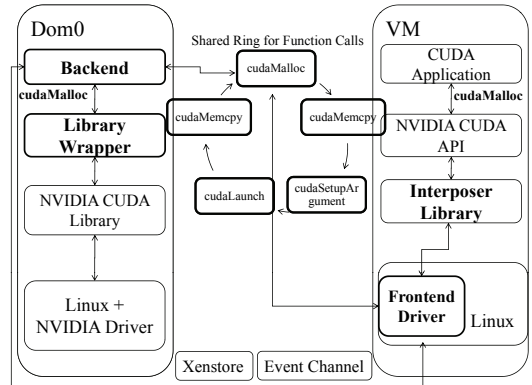 Dom0
Backend
cudaMalloc
Library
Wrapper
NVIDIA CUDA
Library
Linux +
NVIDIA Driver
Shared Ring for Function Calls
cudaMalloc
cudaMemcpy
cudaMemcpy
cudaLaunch
cudaSetupAr
gument
Xenstore
Event Channel
VM
CUDA
Application
cudaMalloc
NVIDIA CUDA
API
Interposer
Library
Frontend
Driver
Linux